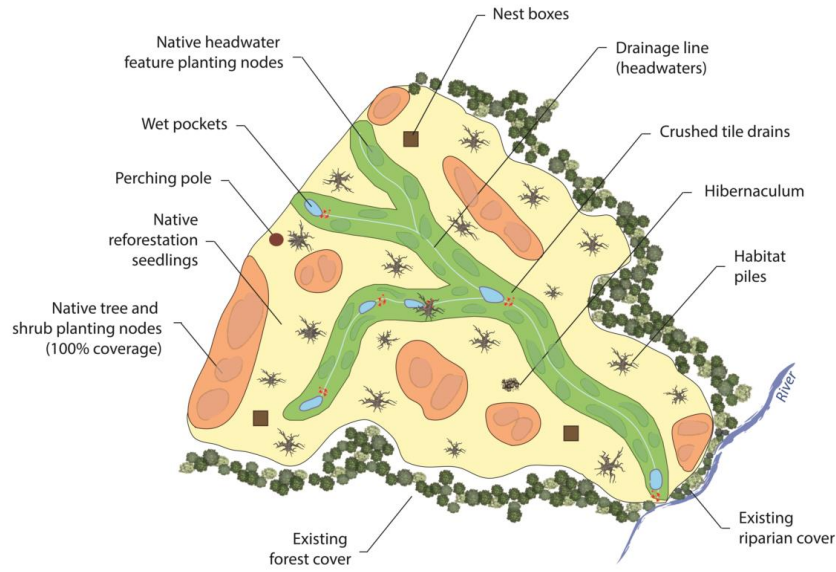 Nest boxes
Native headwater
feature planting nodes
Drainage line
(headwaters)
Wet pockets
Crushed tile drains
Perching pole
Hibernaculum
Native
reforestation
seedlings
Habitat
piles
Native tree and
shrub planting nodes
(100% coverage)
River
Existing
riparian cover
Existing
forest cover